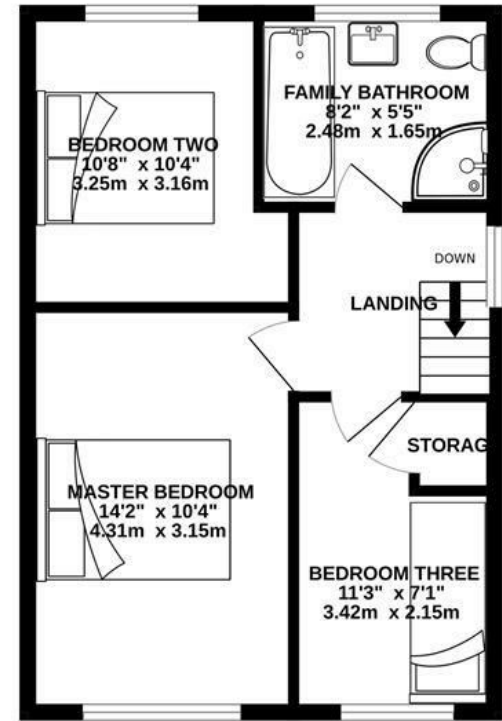 FAMILY BATHROOM
8'2" x 5'5"
2.48m x 1.65m
BEDROOM TWO
10'8" x 10'4"
3.25m x 3.16m
DOWN
LANDING
STORAG
MASTER BEDROOM
14'2" x 10'4"
4.31m x 3.15m
BEDROOM THREE
11'3" x 7'1"
3.42m x 2.15m